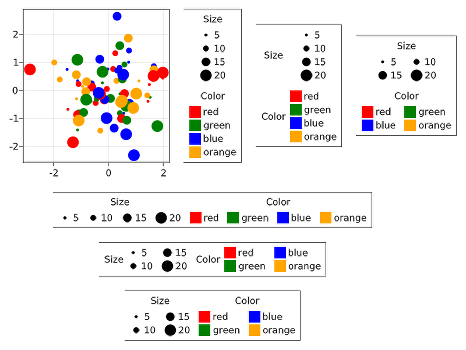 2
1
0
−1
−2
−2
0
2
Size
5
10
15
20
Color
red
green
blue
orange
Size
5
10
15
20
Color
red
green
blue
orange
Size
5 10
15 20
Color
red green
blue orange
Size Color
5 10 15 20 red green blue orange
Size 5 15 Color red blue
10 20 green orange
Size Color
5 15 red blue
10 20 green orange